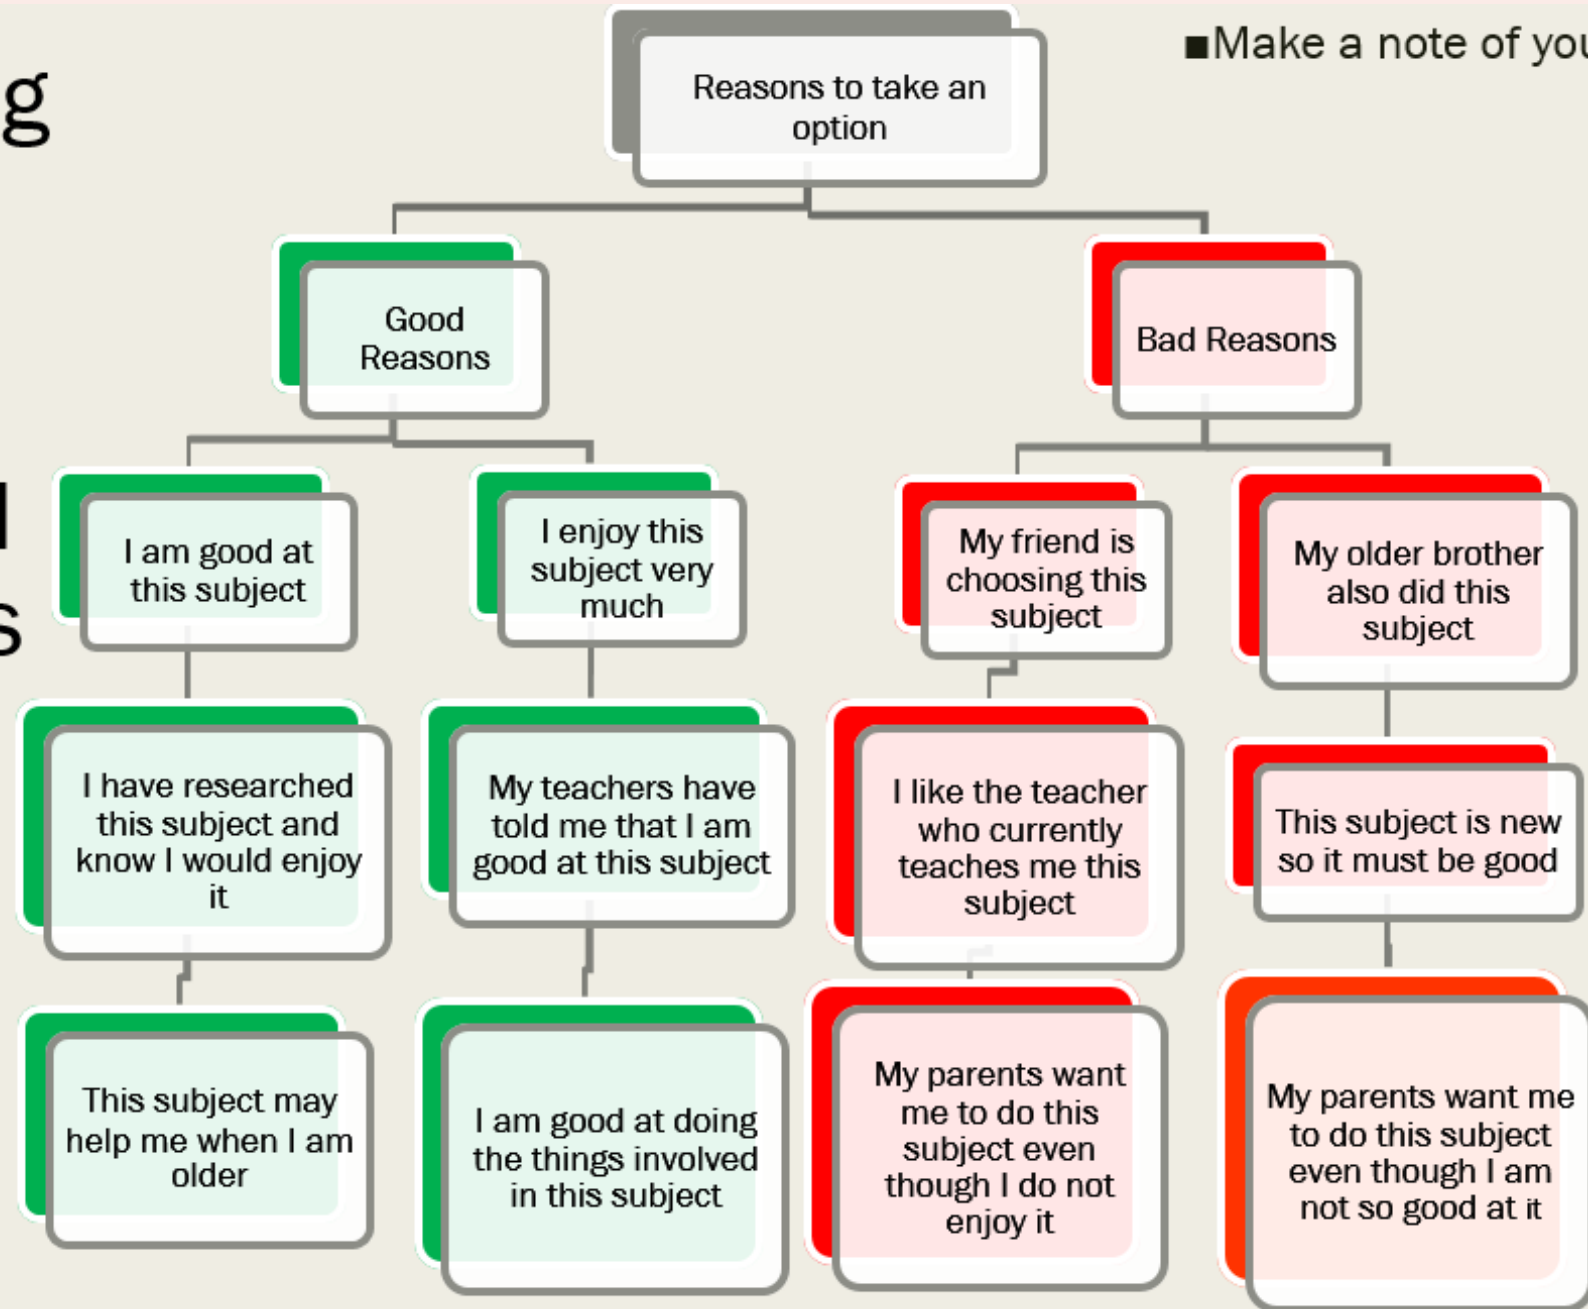 g
■Make a note of you
Reasons to take an
option
Good
Reasons
Bad Reasons
l
s
I am good at
this subject
I enjoy this
subject very
much
My friend is
choosing this
subject
My older brother
also did this
subject
I have researched
this subject and
know I would enjoy
it
My teachers have
told me that I am
good at this subject
I like the teacher
who currently
teaches me this
subject
This subject is new
so it must be good
This subject may
help me when I am
older
I am good at doing
the things involved
in this subject
My parents want
me to do this
subject even
though I do not
enjoy it
My parents want me
to do this subject
even though I am
not so good at it